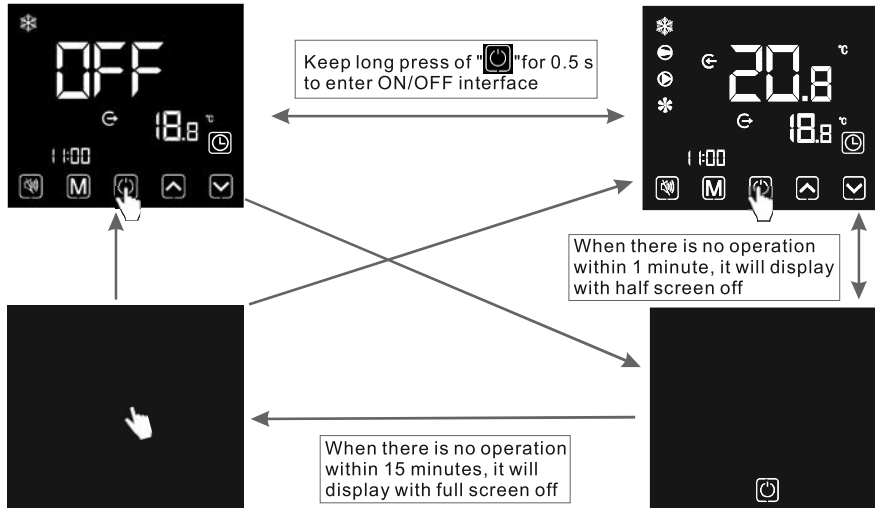 OFF
18.8 °C
11:00
M
Keep long press of " "for 0.5 s
to enter ON/OFF interface
20.8 °C
18.8 °C
11:00
M
When there is no operation
within 1 minute, it will display
with half screen off
When there is no operation
within 15 minutes, it will
display with full screen off